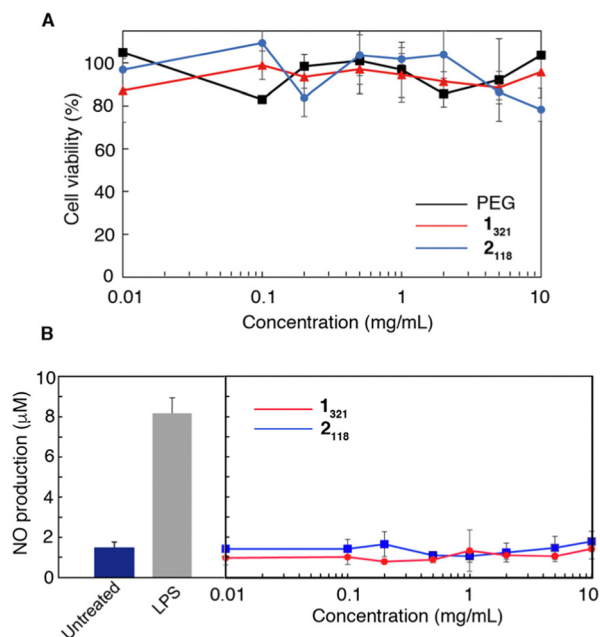 A
100
80
60
40
20
0
Cell viability (%)
PEG
1321
2118
0.01 0.1 1 10
Concentration (mg/mL)
B
10
8
6
4
2
0
NO production (μM)
1321
2118
Untreated LPS
0.01 0.1 1 10
Concentration (mg/mL)